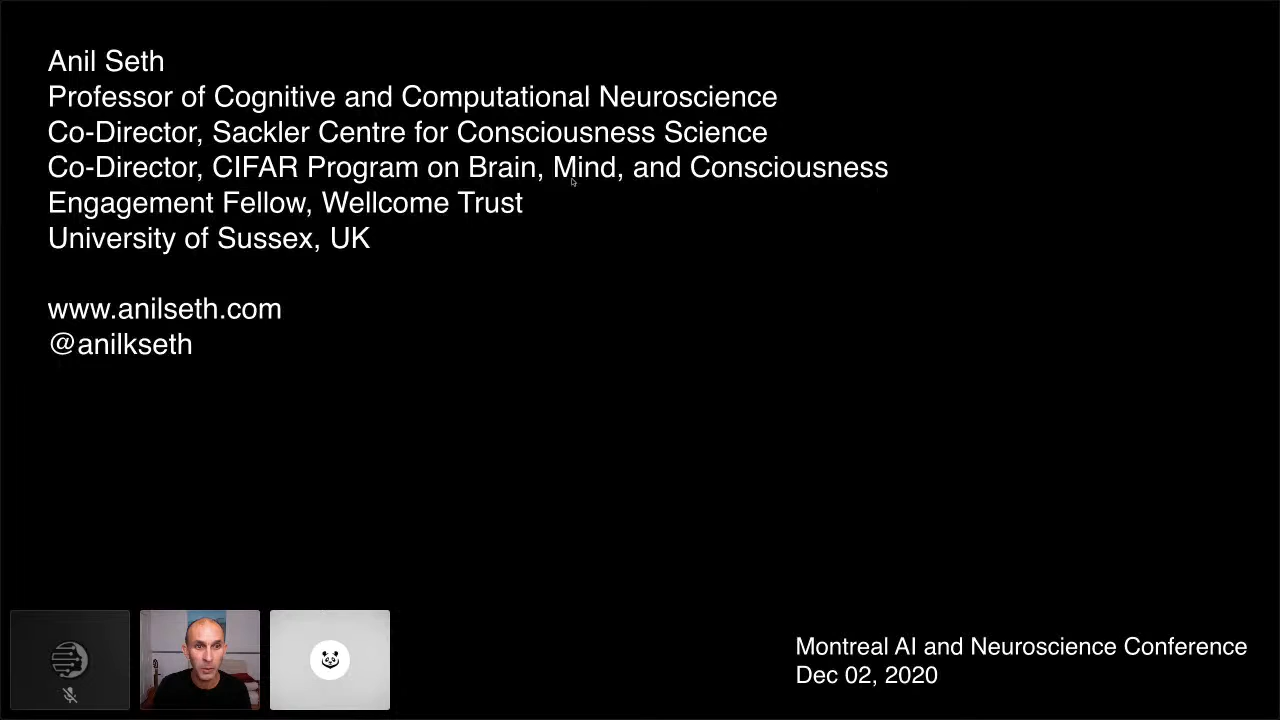 Anil Seth
Professor of Cognitive and Computational Neuroscience
Co-Director, Sackler Centre for Consciousness Science
Co-Director, CIFAR Program on Brain, Mind, and Consciousness
Engagement Fellow, Wellcome Trust
University of Sussex, UK
www.anilseth.com
@anilkseth
Montreal AI and Neuroscience Conference
Dec 02, 2020